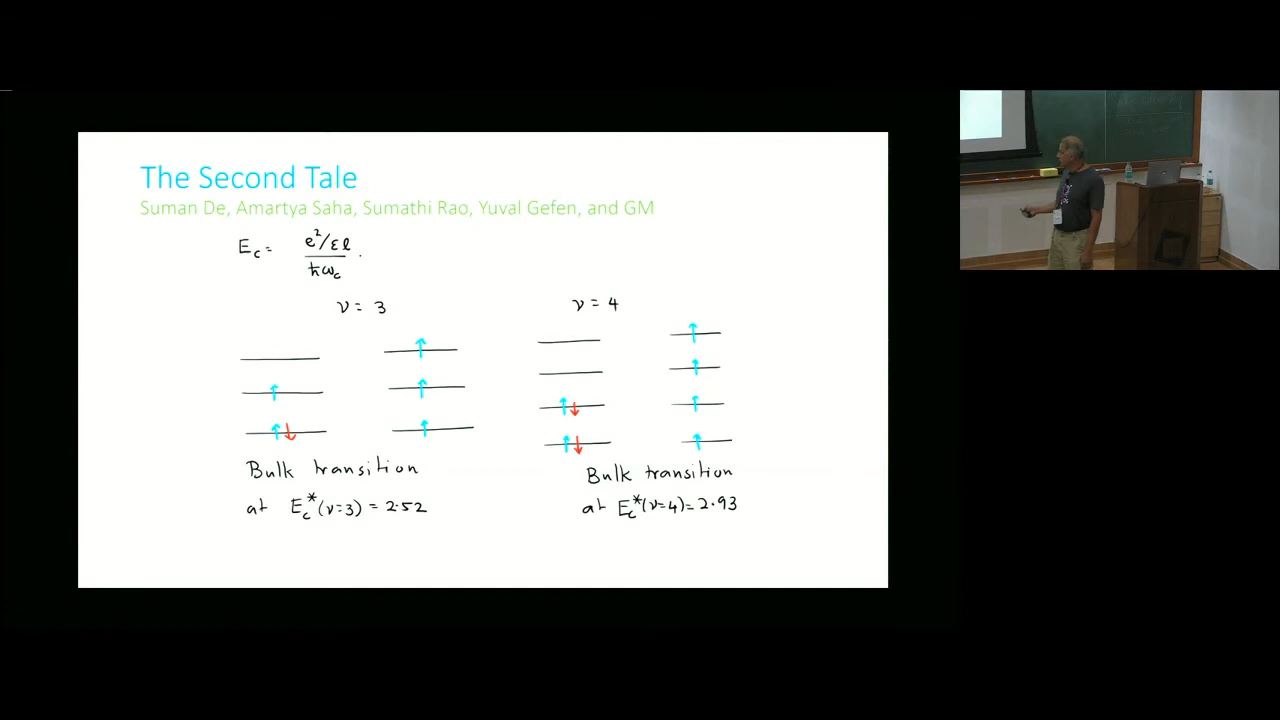 The Second Tale
Suman De, Amartya Saha, Sumathi Rao, Yuval Gefen, and GM
E_c = (e²/εℓ)/(ħω_c).
ν = 3 ν = 4
Bulk transition
at E_c^*(ν=3) = 2.52
Bulk transition
at E_c^*(ν=4) = 2.93